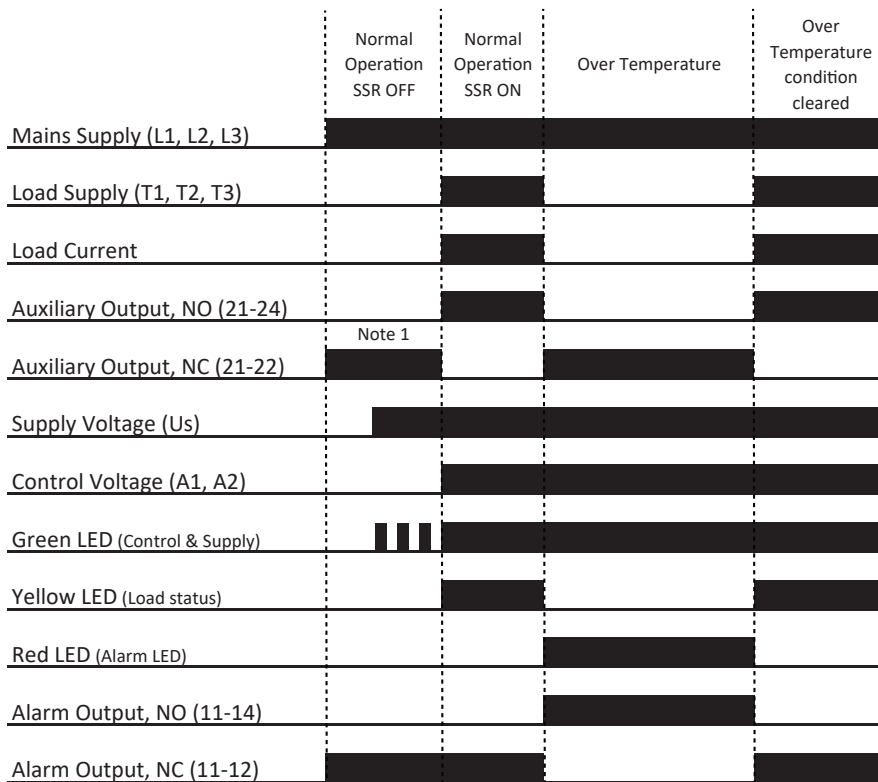 Normal
Operation
SSR OFF
Normal
Operation
SSR ON
Over Temperature
Over
Temperature
condition
cleared
Mains Supply (L1, L2, L3)
Load Supply (T1, T2, T3)
Load Current
Auxiliary Output, NO (21-24)
Note 1
Auxiliary Output, NC (21-22)
Supply Voltage (Us)
Control Voltage (A1, A2)
Green LED (Control & Supply)
Yellow LED (Load status)
Red LED (Alarm LED)
Alarm Output, NO (11-14)
Alarm Output, NC (11-12)